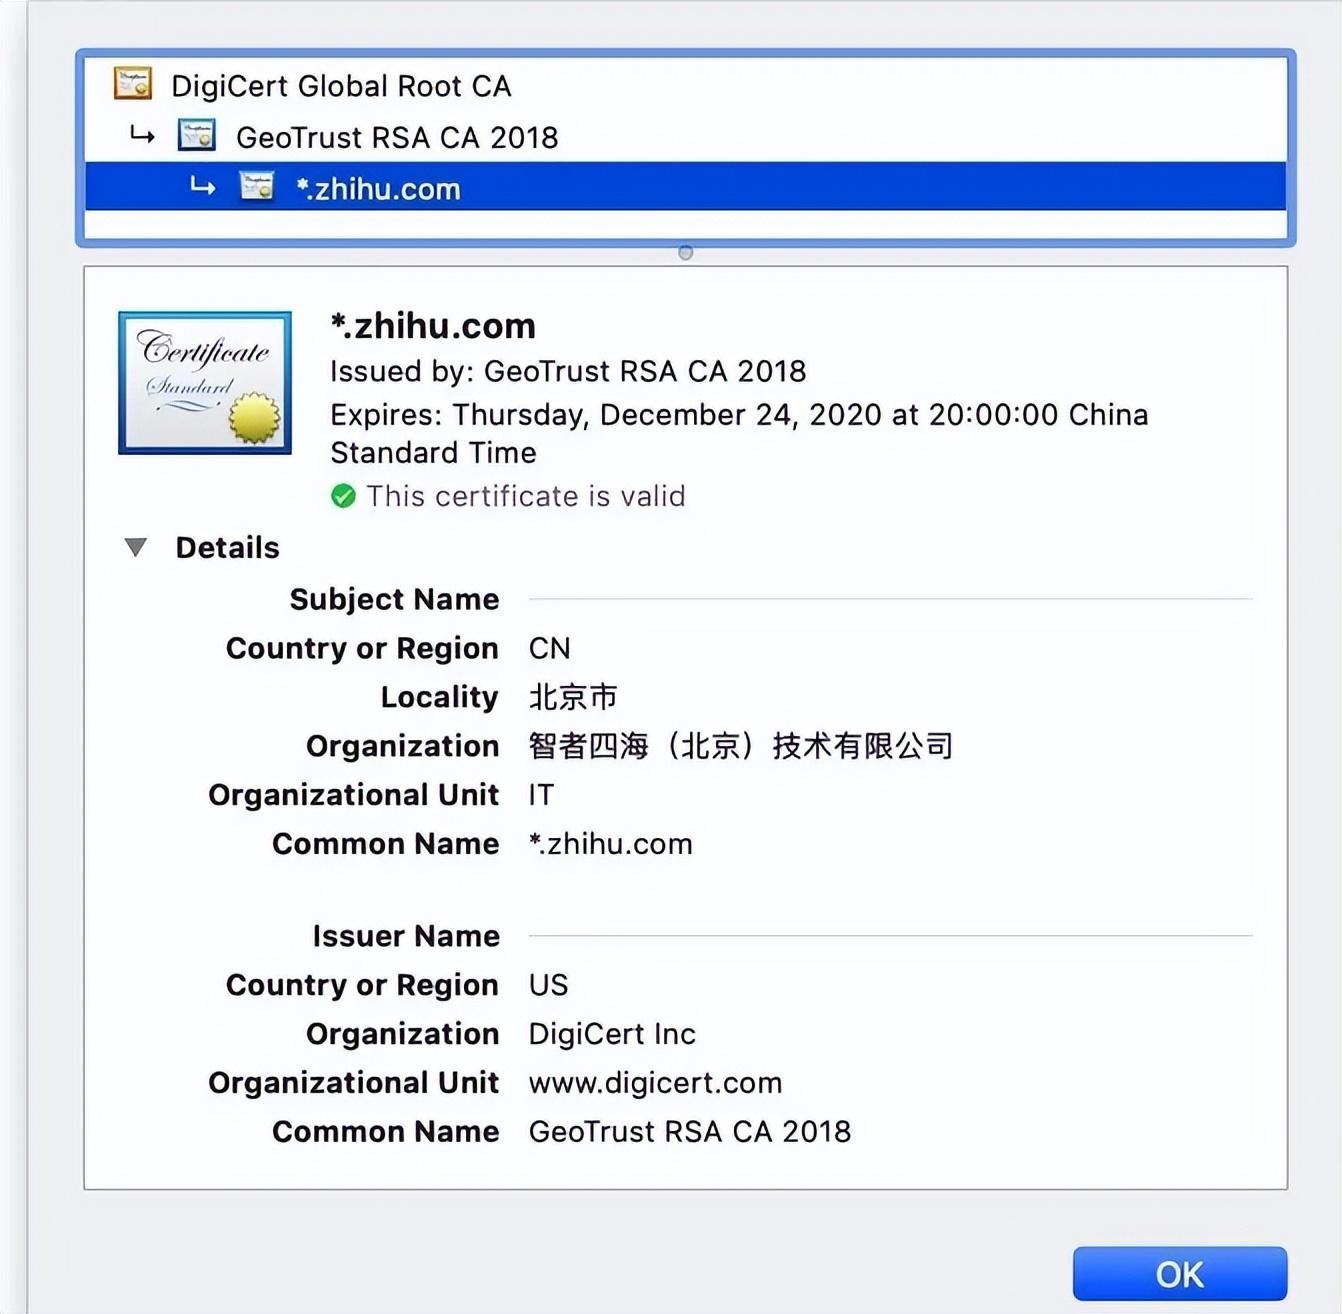 DigiCert Global Root CA
GeoTrust RSA CA 2018
*.zhihu.com
Certificate
Standard
*.zhihu.com
Issued by: GeoTrust RSA CA 2018
Expires: Thursday, December 24, 2020 at 20:00:00 China
Standard Time
This certificate is valid
Details
Subject Name
Country or Region CN
Locality 北京市
Organization 智者四海（北京）技术有限公司
Organizational Unit IT
Common Name *.zhihu.com
Issuer Name
Country or Region US
Organization DigiCert Inc
Organizational Unit www.digicert.com
Common Name GeoTrust RSA CA 2018
OK